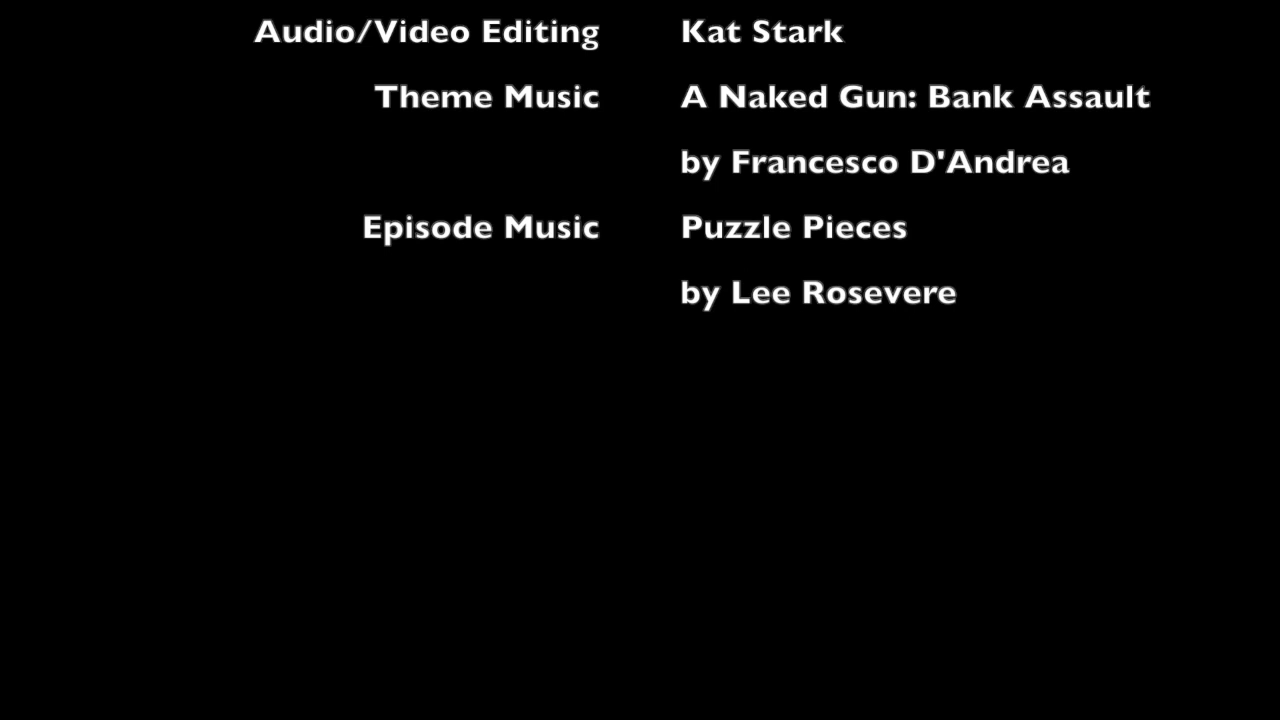 Audio/Video Editing Kat Stark
Theme Music A Naked Gun: Bank Assault
by Francesco D'Andrea
Episode Music Puzzle Pieces
by Lee Rosevere